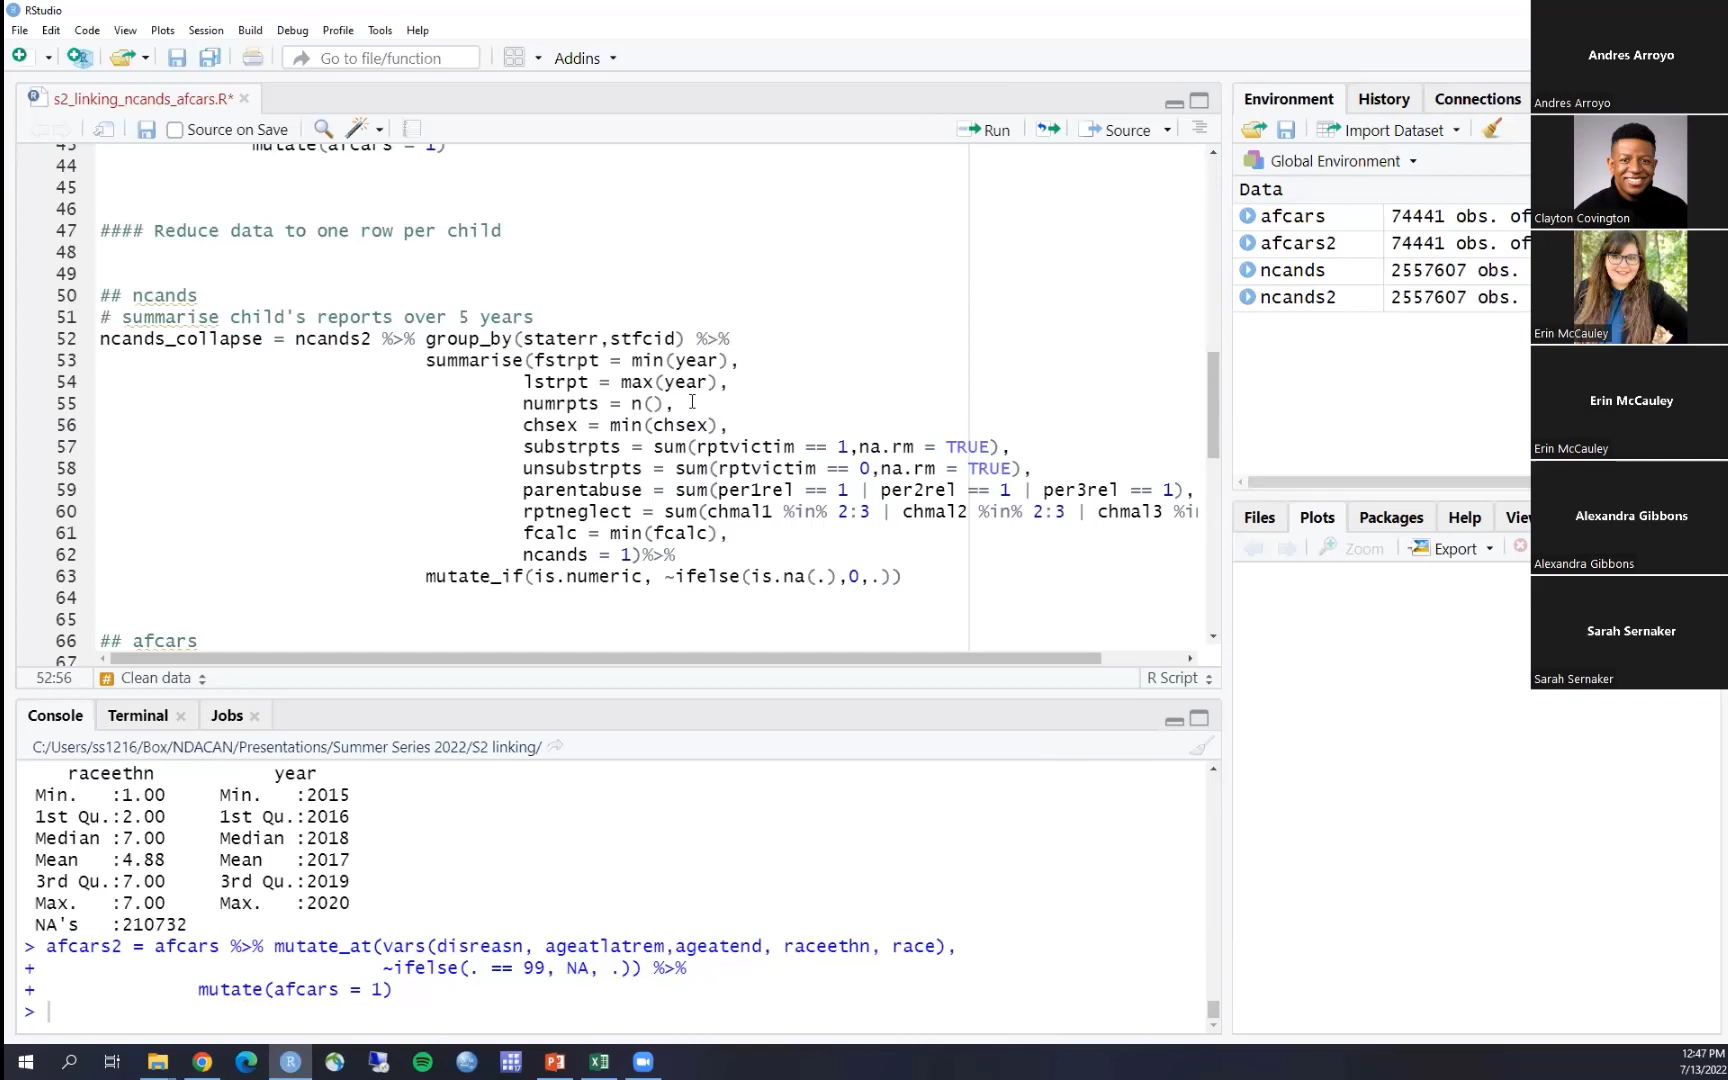 RStudio
File Edit Code View Plots Session Build Debug Profile Tools Help
Go to file/function Addins
s2_linking_ncands_afcars.R*
Source on Save Run Source
43 mutate(afcars = 1)
44
45
46
47 #### Reduce data to one row per child
48
49
50 ## ncands
51 # summarise child's reports over 5 years
52 ncands_collapse = ncands2 %>% group_by(staterr,stfcid) %>%
53 summarise(fstrpt = min(year),
54 lstrpt = max(year),
55 numrpts = n(),
56 chsex = min(chsex),
57 substrpts = sum(rptvictim == 1,na.rm = TRUE),
58 unsubstrpts = sum(rptvictim == 0,na.rm = TRUE),
59 parentabuse = sum(per1rel == 1 | per2rel == 1 | per3rel == 1),
60 rptneglect = sum(chmal1 %in% 2:3 | chmal2 %in% 2:3 | chmal3 %i
61 fcalc = min(fcalc),
62 ncands = 1)%>%
63 mutate_if(is.numeric, ~ifelse(is.na(.),0,.))
64
65
66 ## afcars
67
52:56 # Clean data R Script
Console Terminal Jobs
C:/Users/ss1216/Box/NDACAN/Presentations/Summer Series 2022/S2 linking/
raceethn year
Min. :1.00 Min. :2015
1st Qu.:2.00 1st Qu.:2016
Median :7.00 Median :2018
Mean :4.88 Mean :2017
3rd Qu.:7.00 3rd Qu.:2019
Max. :7.00 Max. :2020
NA's :210732
> afcars2 = afcars %>% mutate_at(vars(disreasn, ageatlatrem,ageatend, raceethn, race),
+ ~ifelse(. == 99, NA, .)) %>%
+ mutate(afcars = 1)
>
Environment History Connections
Import Dataset
Global Environment
Data
afcars 74441 obs. of
afcars2 74441 obs. of
ncands 2557607 obs.
ncands2 2557607 obs.
Files Plots Packages Help Vie
Zoom Export
Andres Arroyo
Andres Arroyo
Clayton Covington
Erin McCauley
Erin McCauley
Erin McCauley
Alexandra Gibbons
Alexandra Gibbons
Sarah Sernaker
Sarah Sernaker
12:47 PM
7/13/2022